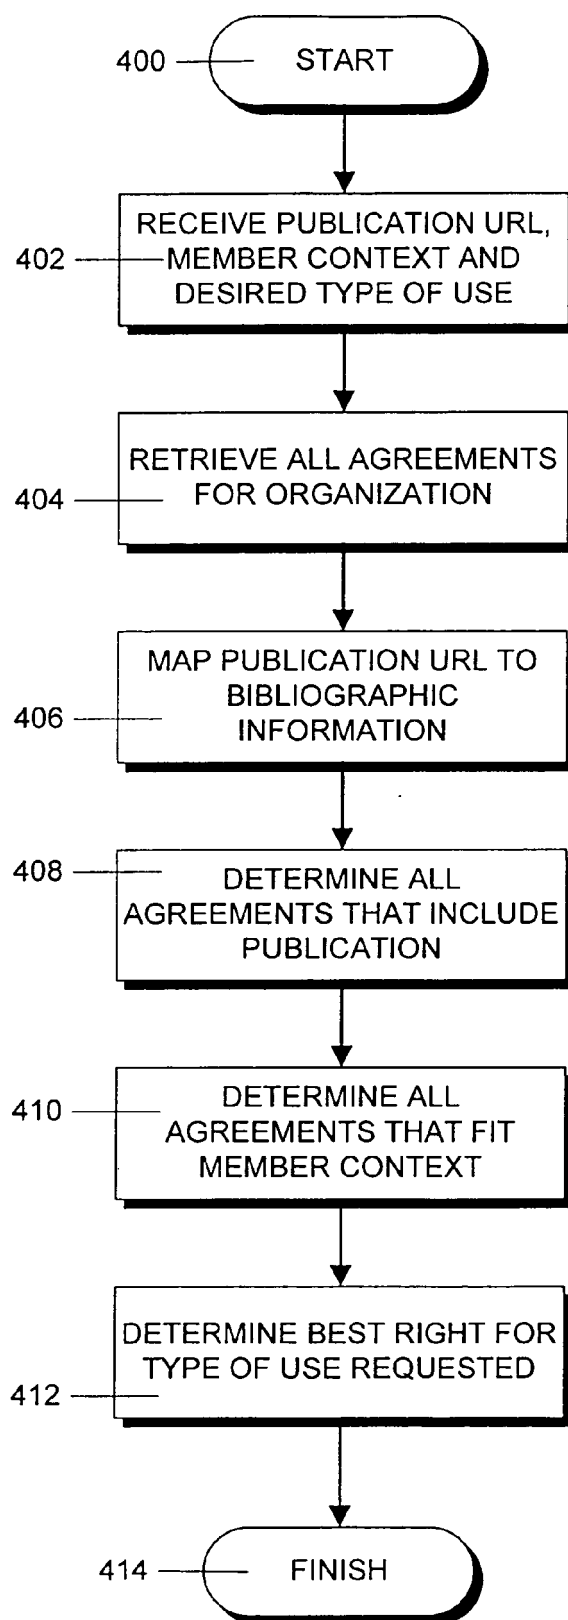 400
START
402
RECEIVE PUBLICATION URL,
MEMBER CONTEXT AND
DESIRED TYPE OF USE
404
RETRIEVE ALL AGREEMENTS
FOR ORGANIZATION
406
MAP PUBLICATION URL TO
BIBLIOGRAPHIC
INFORMATION
408
DETERMINE ALL
AGREEMENTS THAT INCLUDE
PUBLICATION
410
DETERMINE ALL
AGREEMENTS THAT FIT
MEMBER CONTEXT
412
DETERMINE BEST RIGHT FOR
TYPE OF USE REQUESTED
414
FINISH